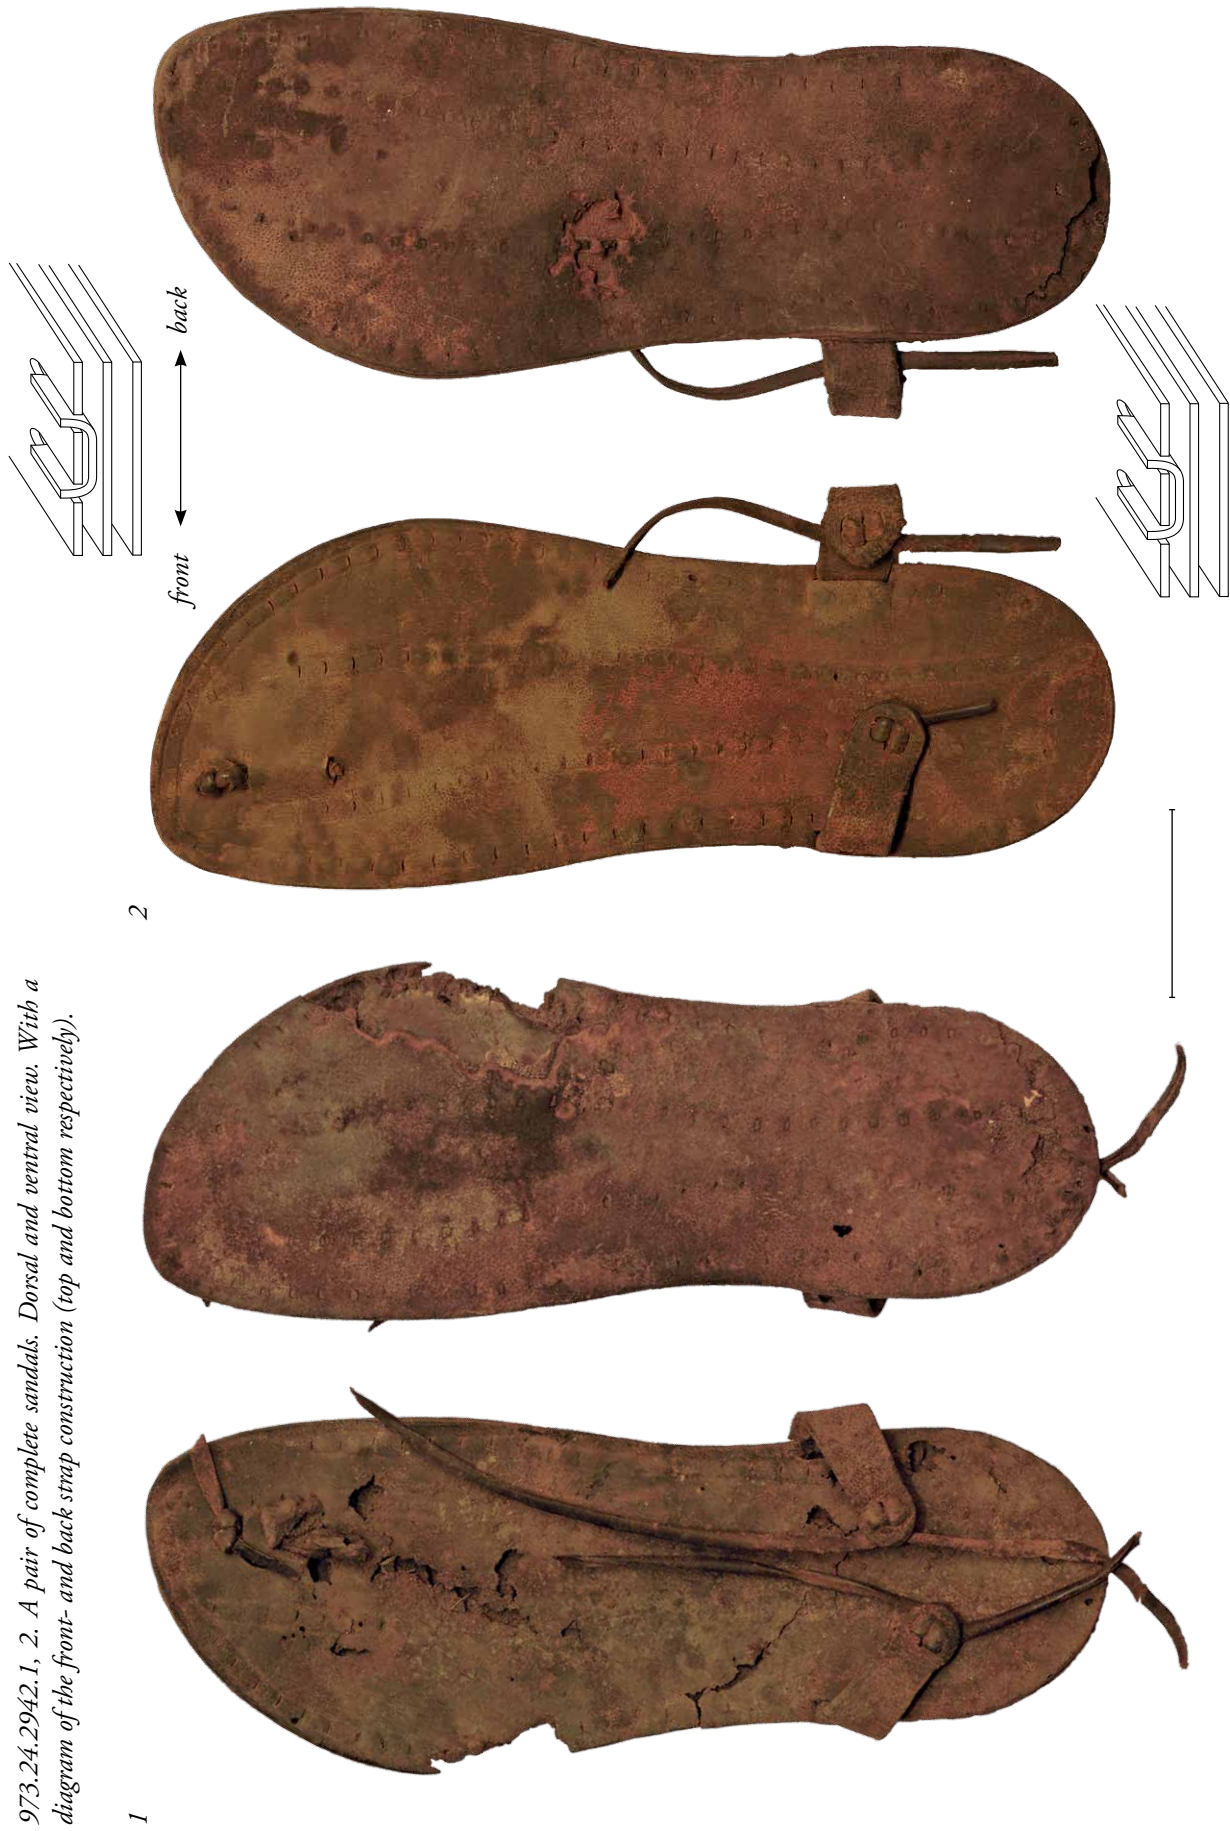 973.24.2942.1, 2. A pair of complete sandals. Dorsal and ventral view. With a
diagram of the front- and back strap construction (top and bottom respectively).
1
2
front
back